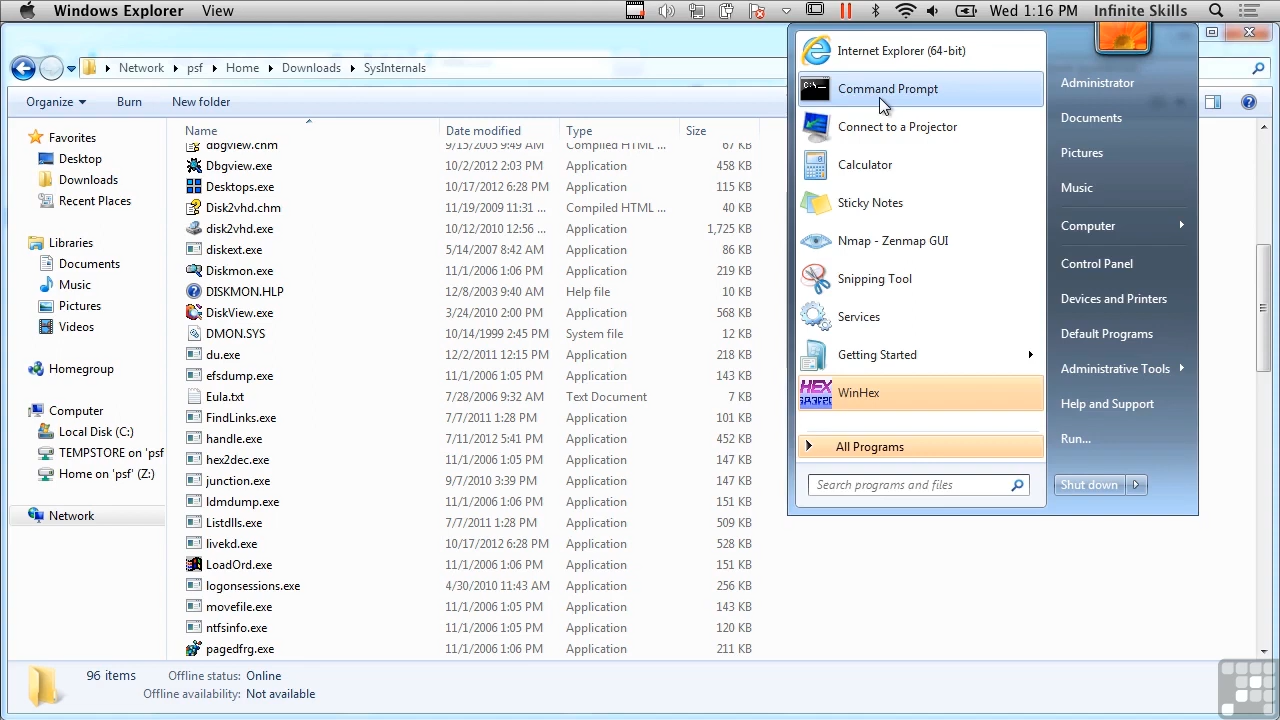 Windows Explorer View Wed 1:16 PM Infinite Skills
Network psf Home Downloads SysInternals
Organize Burn New folder
Name Date modified Type Size
Favorites
Desktop
Downloads
Recent Places
Libraries
Documents
Music
Pictures
Videos
Homegroup
Computer
Local Disk (C:)
TEMPSTORE on 'psf
Home on 'psf' (Z:)
Network
dbgview.chm 9/15/2005 9:49 AM Compiled HTML ... 67 KB
Dbgview.exe 10/2/2012 2:03 PM Application 458 KB
Desktops.exe 10/17/2012 6:28 PM Application 115 KB
Disk2vhd.chm 11/19/2009 11:31 ... Compiled HTML ... 40 KB
disk2vhd.exe 10/12/2010 12:56 ... Application 1,725 KB
diskext.exe 5/14/2007 8:42 AM Application 86 KB
Diskmon.exe 11/1/2006 1:06 PM Application 219 KB
DISKMON.HLP 12/8/2003 9:40 AM Help file 10 KB
DiskView.exe 3/24/2010 2:00 PM Application 568 KB
DMON.SYS 10/14/1999 2:45 PM System file 12 KB
du.exe 12/2/2011 12:15 PM Application 218 KB
efsdump.exe 11/1/2006 1:05 PM Application 143 KB
Eula.txt 7/28/2006 9:32 AM Text Document 7 KB
FindLinks.exe 7/7/2011 1:28 PM Application 101 KB
handle.exe 7/11/2012 5:41 PM Application 452 KB
hex2dec.exe 11/1/2006 1:05 PM Application 147 KB
junction.exe 9/7/2010 3:39 PM Application 147 KB
ldmdump.exe 11/1/2006 1:06 PM Application 151 KB
Listdlls.exe 7/7/2011 1:28 PM Application 509 KB
livekd.exe 10/17/2012 6:28 PM Application 528 KB
LoadOrd.exe 11/1/2006 1:06 PM Application 151 KB
logonsessions.exe 4/30/2010 11:43 AM Application 256 KB
movefile.exe 11/1/2006 1:05 PM Application 143 KB
ntfsinfo.exe 11/1/2006 1:05 PM Application 120 KB
pagedfrg.exe 11/1/2006 1:06 PM Application 211 KB
Internet Explorer (64-bit)
Command Prompt
Connect to a Projector
Calculator
Sticky Notes
Nmap - Zenmap GUI
Snipping Tool
Services
Getting Started
WinHex
All Programs
Search programs and files
Administrator
Documents
Pictures
Music
Computer
Control Panel
Devices and Printers
Default Programs
Administrative Tools
Help and Support
Run...
Shut down
96 items Offline status: Online
Offline availability: Not available